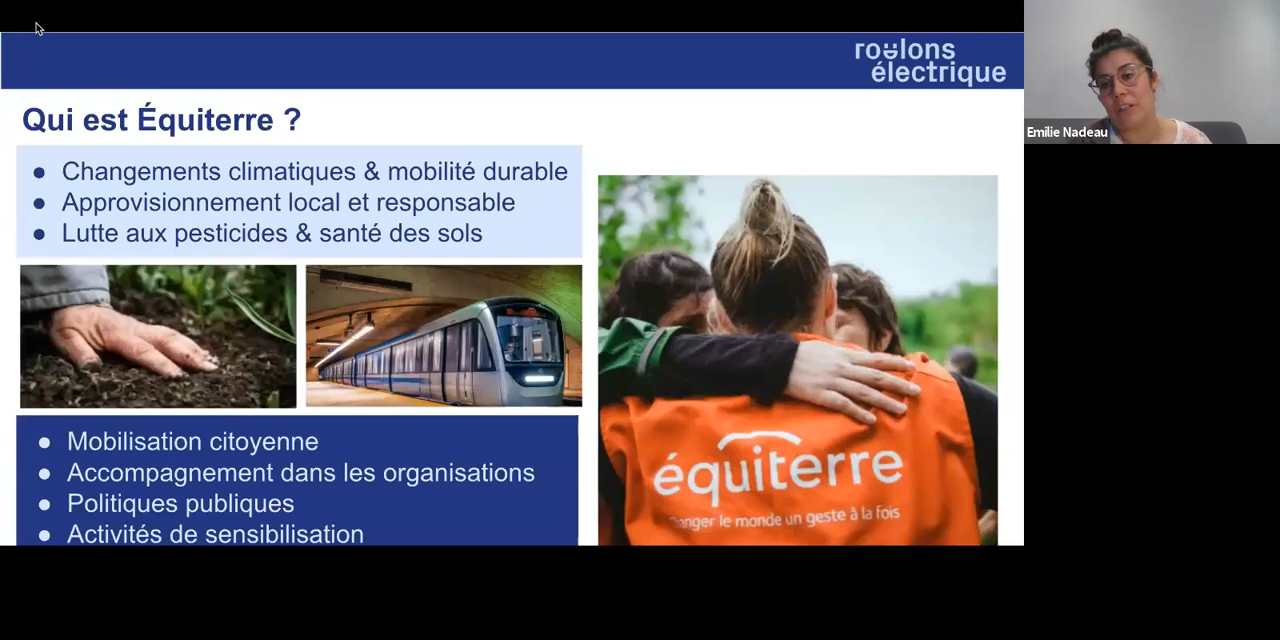 roulons
électrique
Qui est Équiterre ?
● Changements climatiques & mobilité durable
● Approvisionnement local et responsable
● Lutte aux pesticides & santé des sols
● Mobilisation citoyenne
● Accompagnement dans les organisations
● Politiques publiques
● Activités de sensibilisation
équiterre
Changer le monde un geste à la fois
Emilie Nadeau